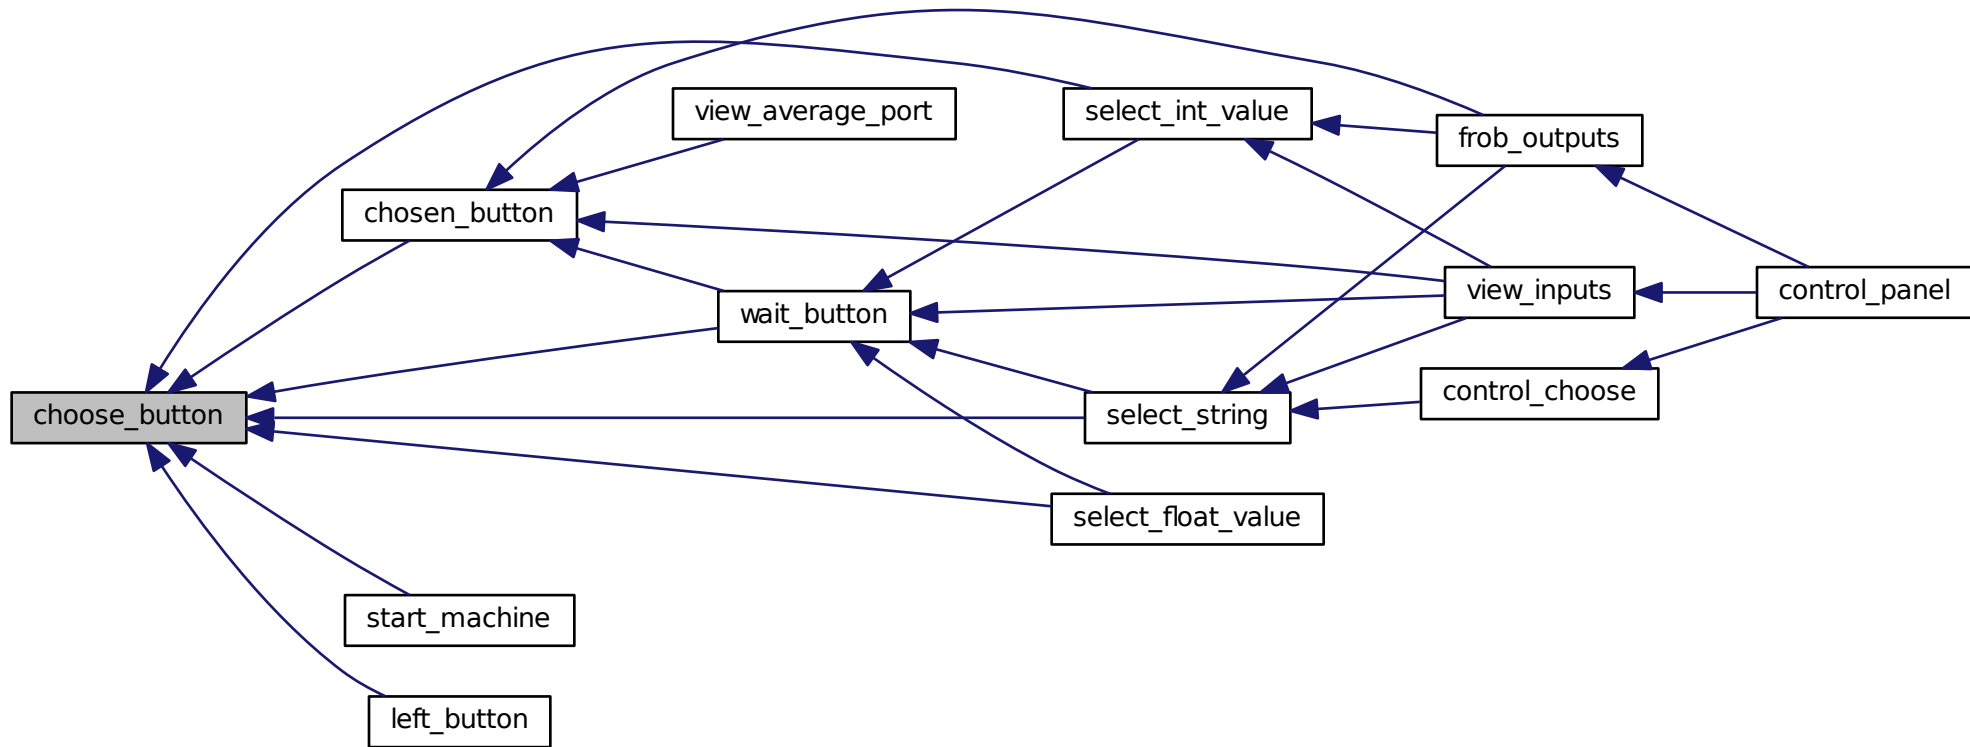 view_average_port
select_int_value
frob_outputs
chosen_button
view_inputs
control_panel
wait_button
control_choose
choose_button
select_string
select_float_value
start_machine
left_button